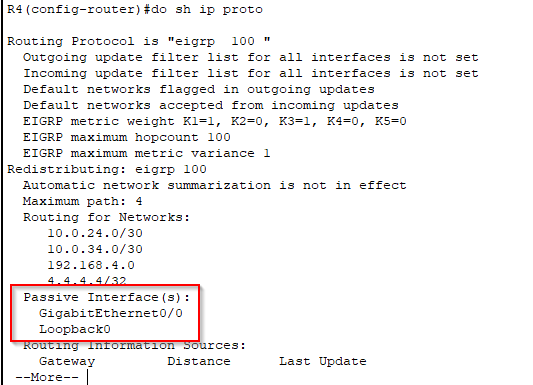 R4(config-router)#do sh ip proto
Routing Protocol is "eigrp  100 "
Outgoing update filter list for all interfaces is not set
Incoming update filter list for all interfaces is not set
Default networks flagged in outgoing updates
Default networks accepted from incoming updates
EIGRP metric weight K1=1, K2=0, K3=1, K4=0, K5=0
EIGRP maximum hopcount 100
EIGRP maximum metric variance 1
Redistributing: eigrp 100
Automatic network summarization is not in effect
Maximum path: 4
Routing for Networks:
10.0.24.0/30
10.0.34.0/30
192.168.4.0
4.4.4.4/32
Passive Interface(s):
GigabitEthernet0/0
Loopback0
Routing Information Sources:
Gateway         Distance      Last Update
--More--